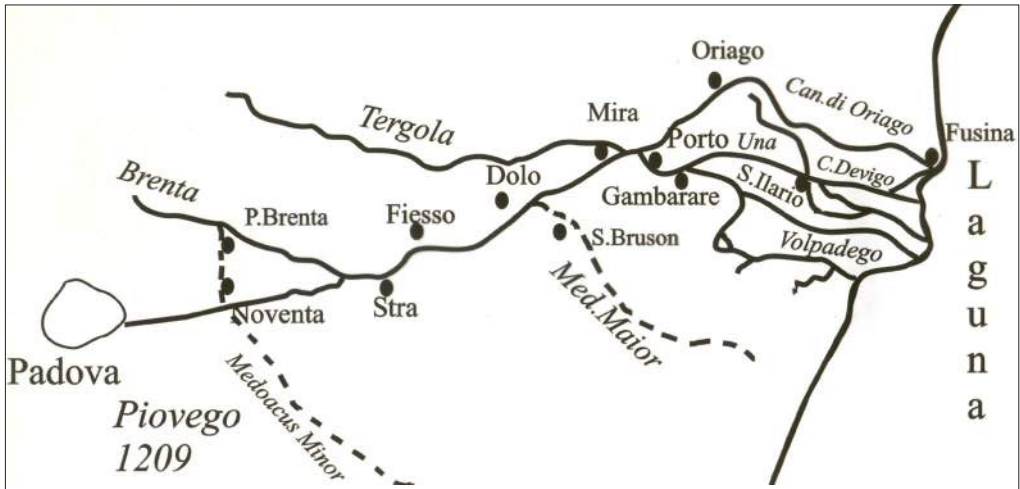 Oriago
Can.di Oriago
Mira
Tergola
Porto
Una
Fusina
Dolo
C.Devigo
S.Ilario
Gambarare
Brenta
P.Brenta
Fiesso
S.Bruson
Volpadego
Med.Maior
Noventa
Stra
Padova
Medoacus Minor
Piovego
1209
Laguna